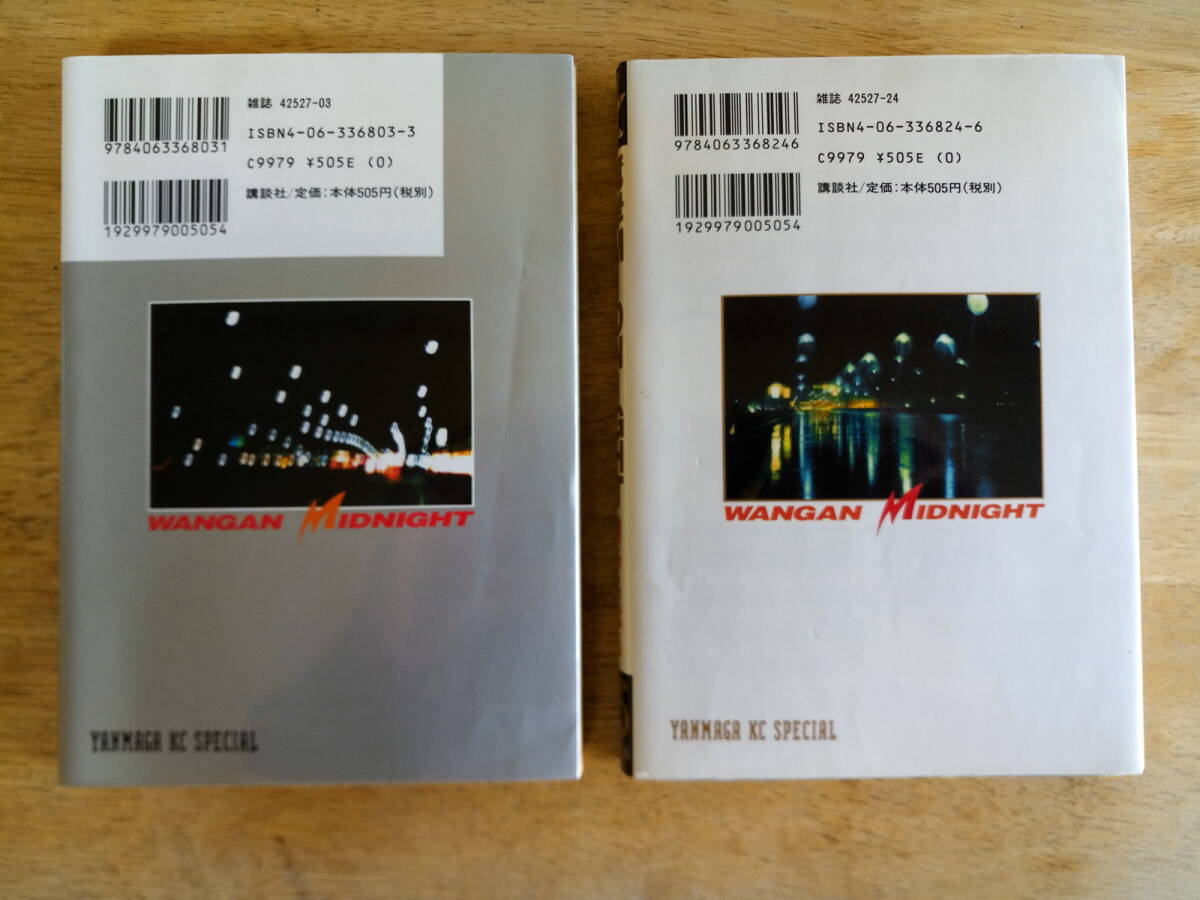 雑誌 42527-03
ISBN4-06-336803-3
9784063368031
C9979 ¥505E (0)
講談社/定価:本体505円(税別)
1929979005054
WANGAN MIDNIGHT
YANMAGA KC SPECIAL
雑誌 42527-24
ISBN4-06-336824-6
9784063368246
C9979 ¥505E (0)
講談社/定価:本体505円(税別)
1929979005054
WANGAN MIDNIGHT
YANMAGA KC SPECIAL